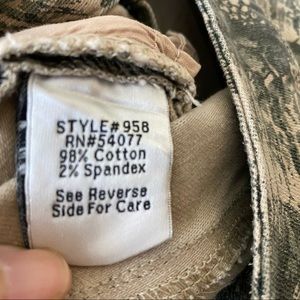 STYLE#958
RN#54077
98% Cotton
2% Spandex
See Reverse
Side For Care